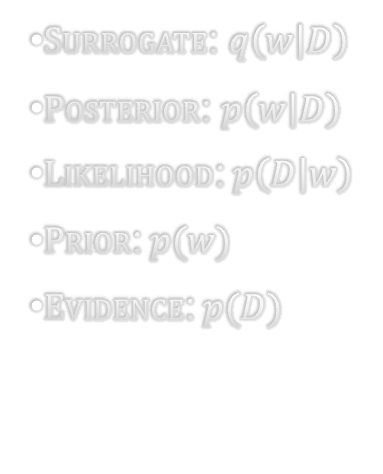 •Surrogate: q(w|D)
•Posterior: p(w|D)
•Likelihood: p(D|w)
•Prior: p(w)
•Evidence: p(D)